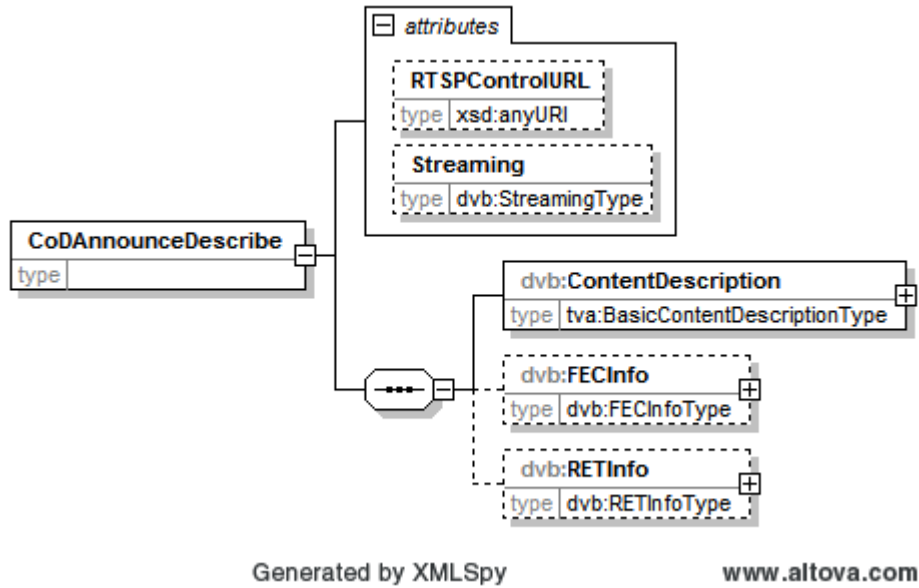 attributes
RTSPControlURL
type xsd:anyURI
Streaming
type dvb:StreamingType
CoDAnnounceDescribe
type
dvb:ContentDescription
type tva:BasicContentDescriptionType
dvb:FECInfo
type dvb:FECInfoType
dvb:RETInfo
type dvb:RETInfoType
Generated by XMLSpy www.altova.com